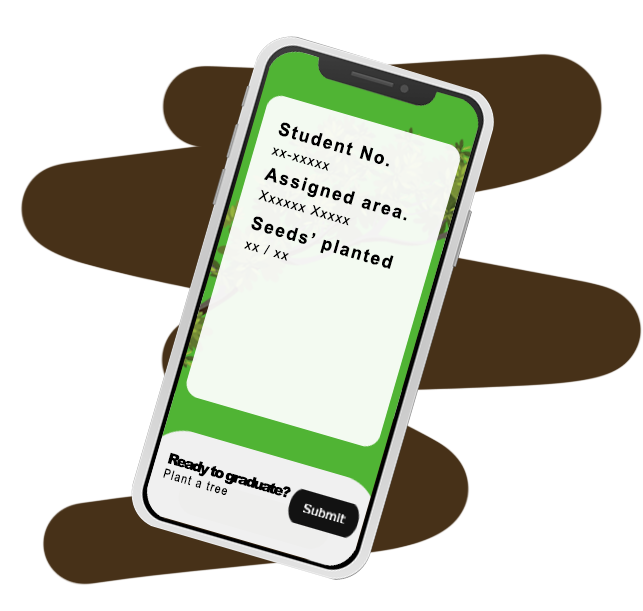 Student No.
xx-xxxxx
Assigned area.
Xxxxxx Xxxxx
Seeds’ planted
xx / xx
Ready to graduate?
Plant a tree
Submit